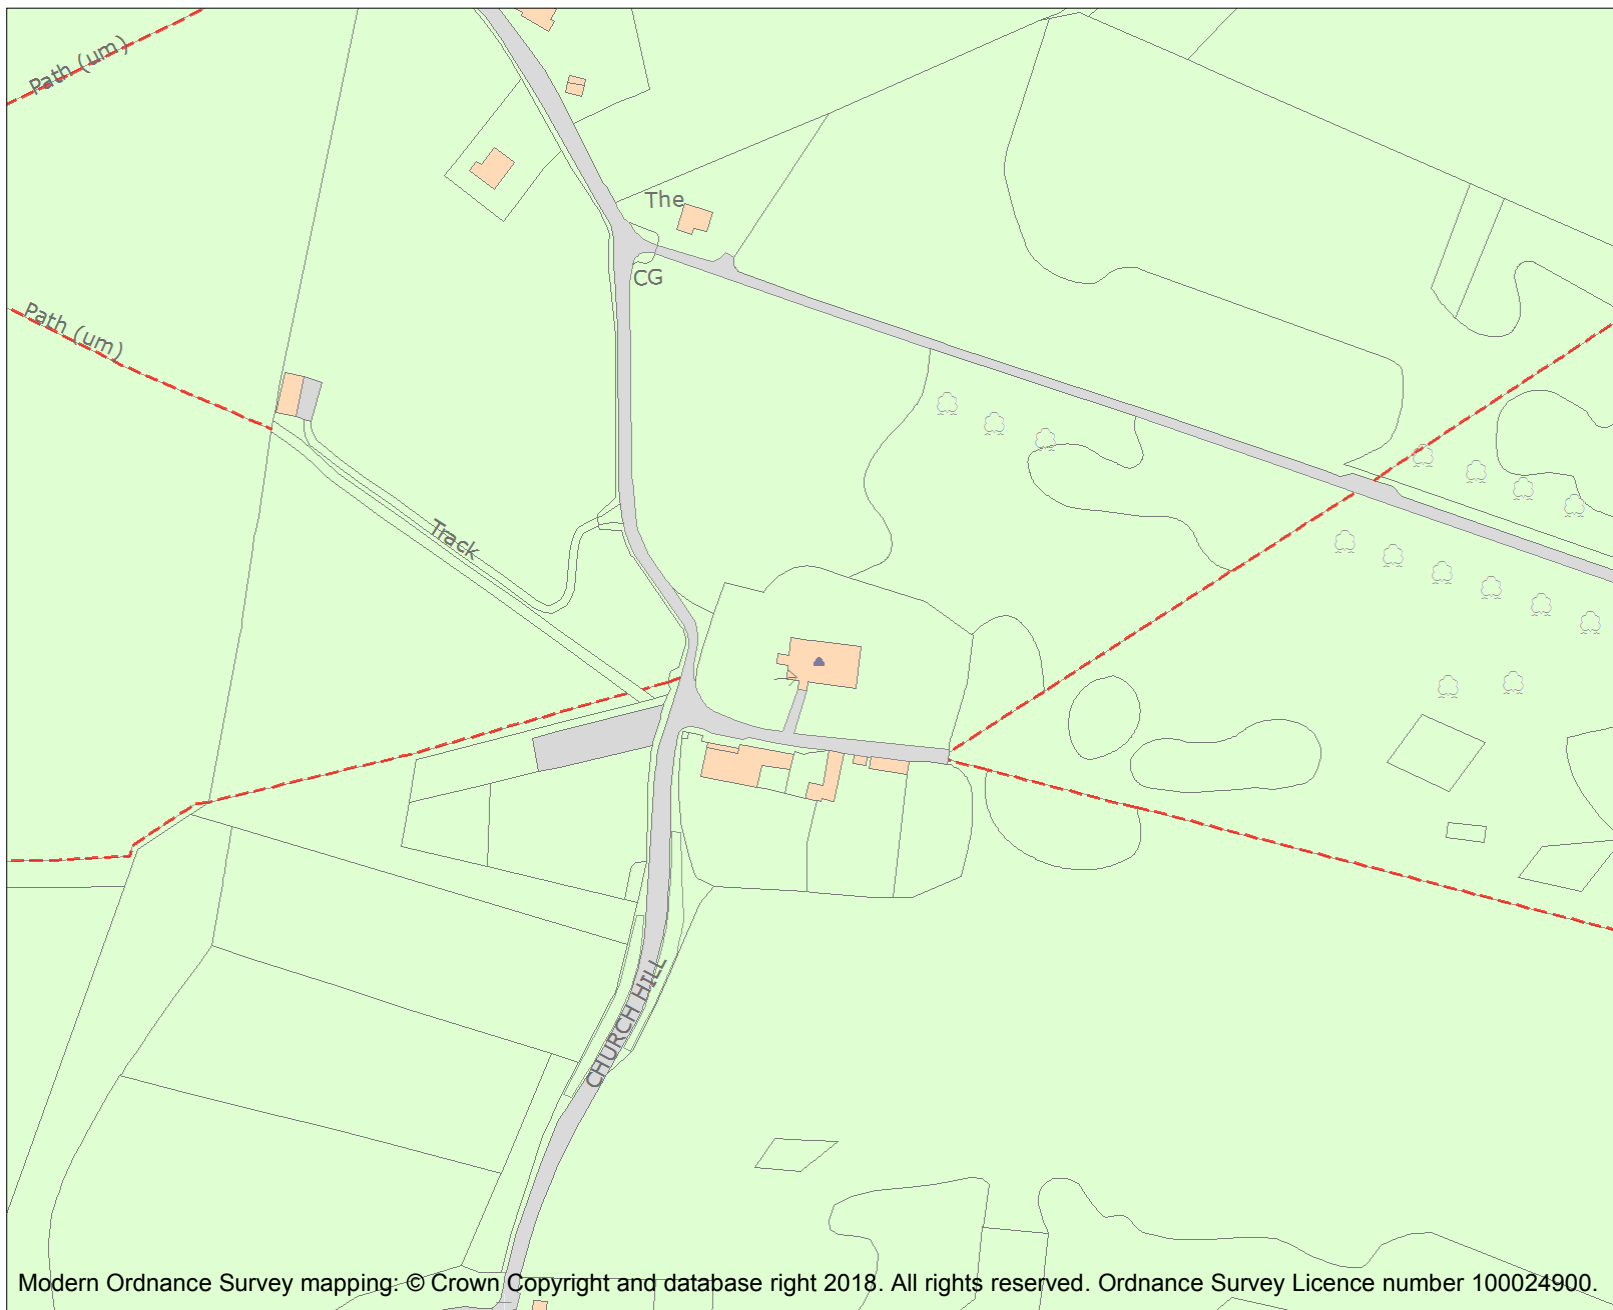 Path (um)
The
CG
Path (um)
Track
CHURCH HILL
Modern Ordnance Survey mapping: © Crown Copyright and database right 2018. All rights reserved. Ordnance Survey Licence number 100024900.